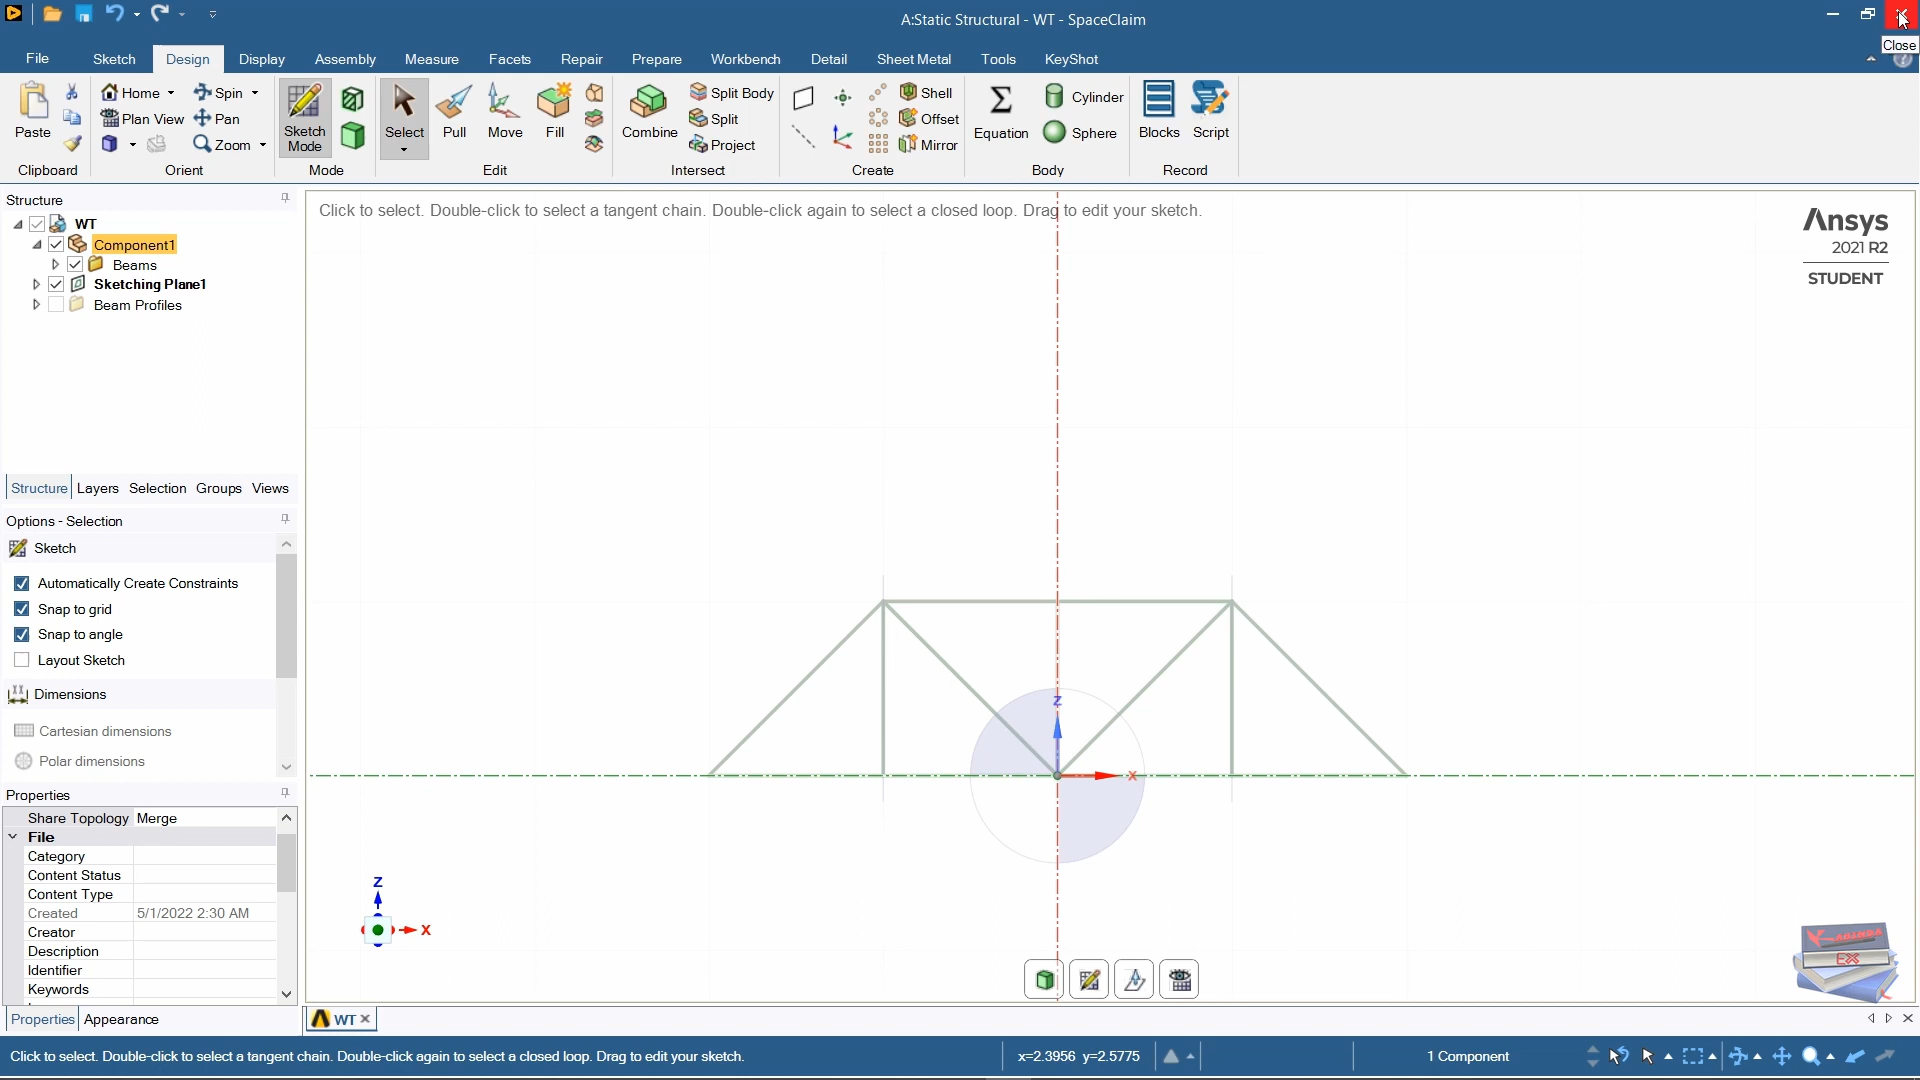 A:Static Structural - WT - SpaceClaim
Close
File Sketch Design Display Assembly Measure Facets Repair Prepare Workbench Detail Sheet Metal Tools KeyShot
Paste
Clipboard
Home Spin
Plan View Pan
Zoom
Orient
Sketch Mode
Mode
Select Pull Move Fill
Edit
Combine
Split Body
Split
Project
Intersect
Shell
Offset
Mirror
Create
Equation
Cylinder
Sphere
Body
Blocks Script
Record
Structure
WT
Component1
Beams
Sketching Plane1
Beam Profiles
Structure Layers Selection Groups Views
Options - Selection
Sketch
Automatically Create Constraints
Snap to grid
Snap to angle
Layout Sketch
Dimensions
Cartesian dimensions
Polar dimensions
Properties
Share Topology Merge
File
Category
Content Status
Content Type
Created 5/1/2022 2:30 AM
Creator
Description
Identifier
Keywords
Properties Appearance
Click to select. Double-click to select a tangent chain. Double-click again to select a closed loop. Drag to edit your sketch.
Ansys
2021 R2
STUDENT
Z
X
Z
X
EX
WT
Click to select. Double-click to select a tangent chain. Double-click again to select a closed loop. Drag to edit your sketch.
x=2.3956 y=2.5775
1 Component